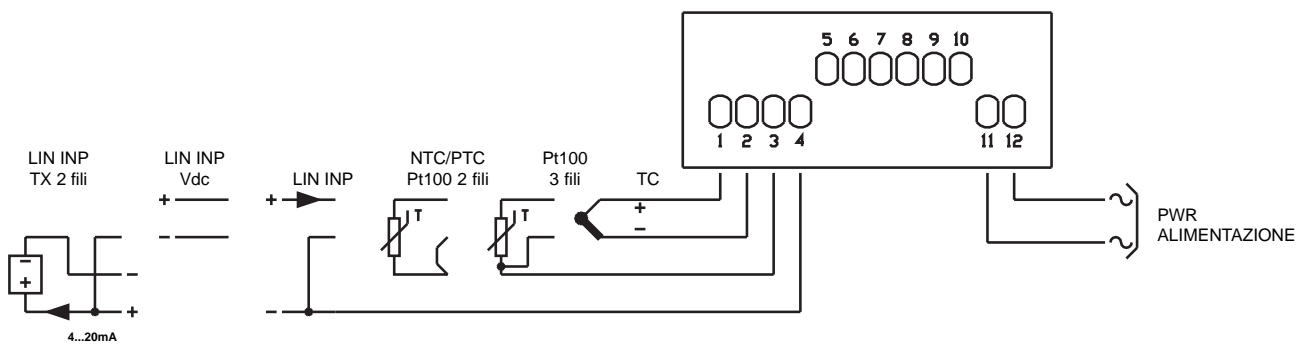 5 6 7 8 9 10
1 2 3 4
11 12
LIN INP
TX 2 fili
LIN INP
Vdc
LIN INP
NTC/PTC
Pt100 2 fili
Pt100
3 fili
TC
+
-
+
+
T
T
+
-
PWR
ALIMENTAZIONE
-
-
+
-
+
-
4...20mA